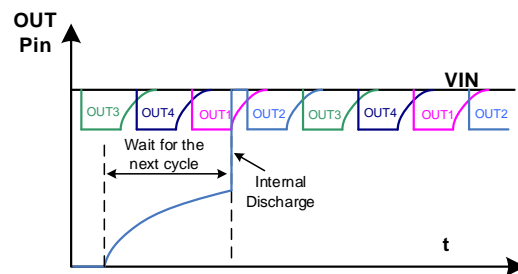 OUT
Pin
VIN
OUT3 OUT4 OUT1 OUT2 OUT3 OUT4 OUT1 OUT2
Wait for the
next cycle
Internal
Discharge
t